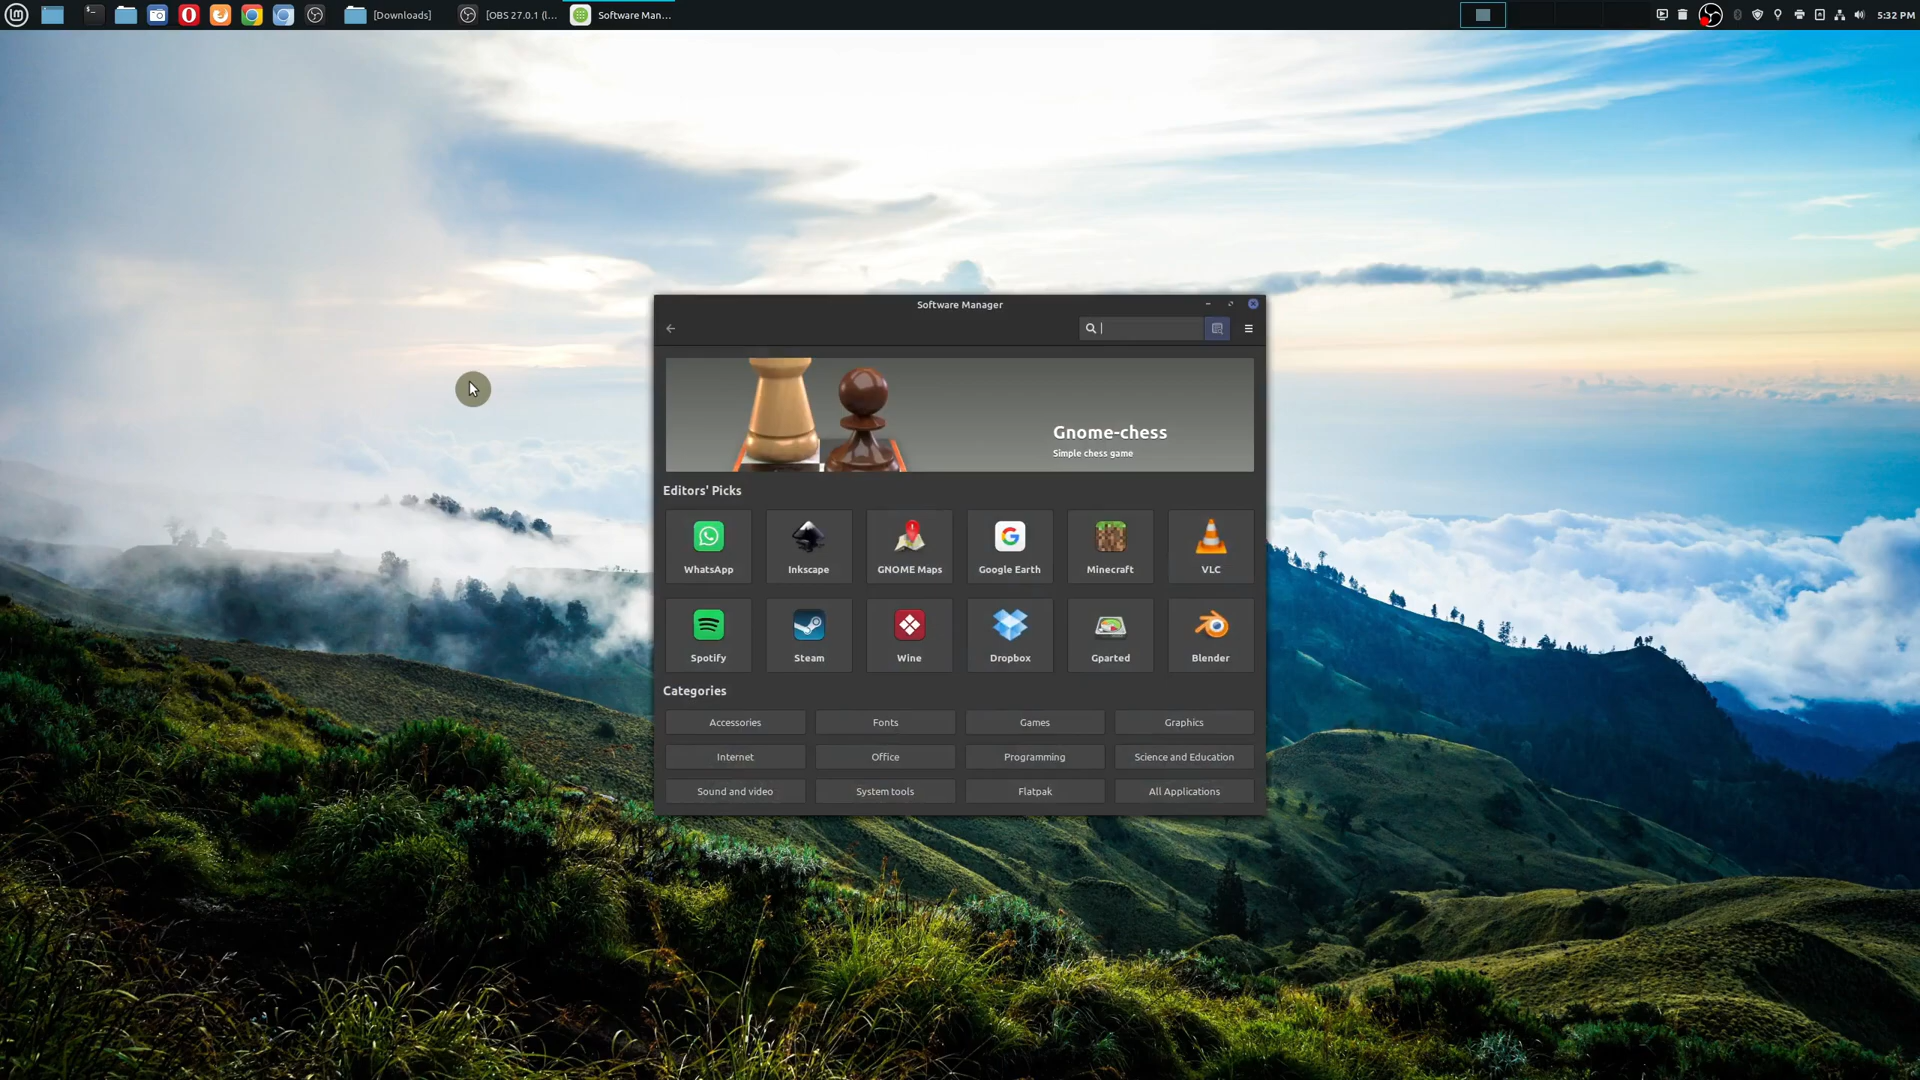 [Downloads]
[OBS 27.0.1 (l...
Software Man...
5:32 PM
Software Manager
Gnome-chess
Simple chess game
Editors' Picks
WhatsApp
Inkscape
GNOME Maps
Google Earth
Minecraft
VLC
Spotify
Steam
Wine
Dropbox
Gparted
Blender
Categories
Accessories
Fonts
Games
Graphics
Internet
Office
Programming
Science and Education
Sound and video
System tools
Flatpak
All Applications